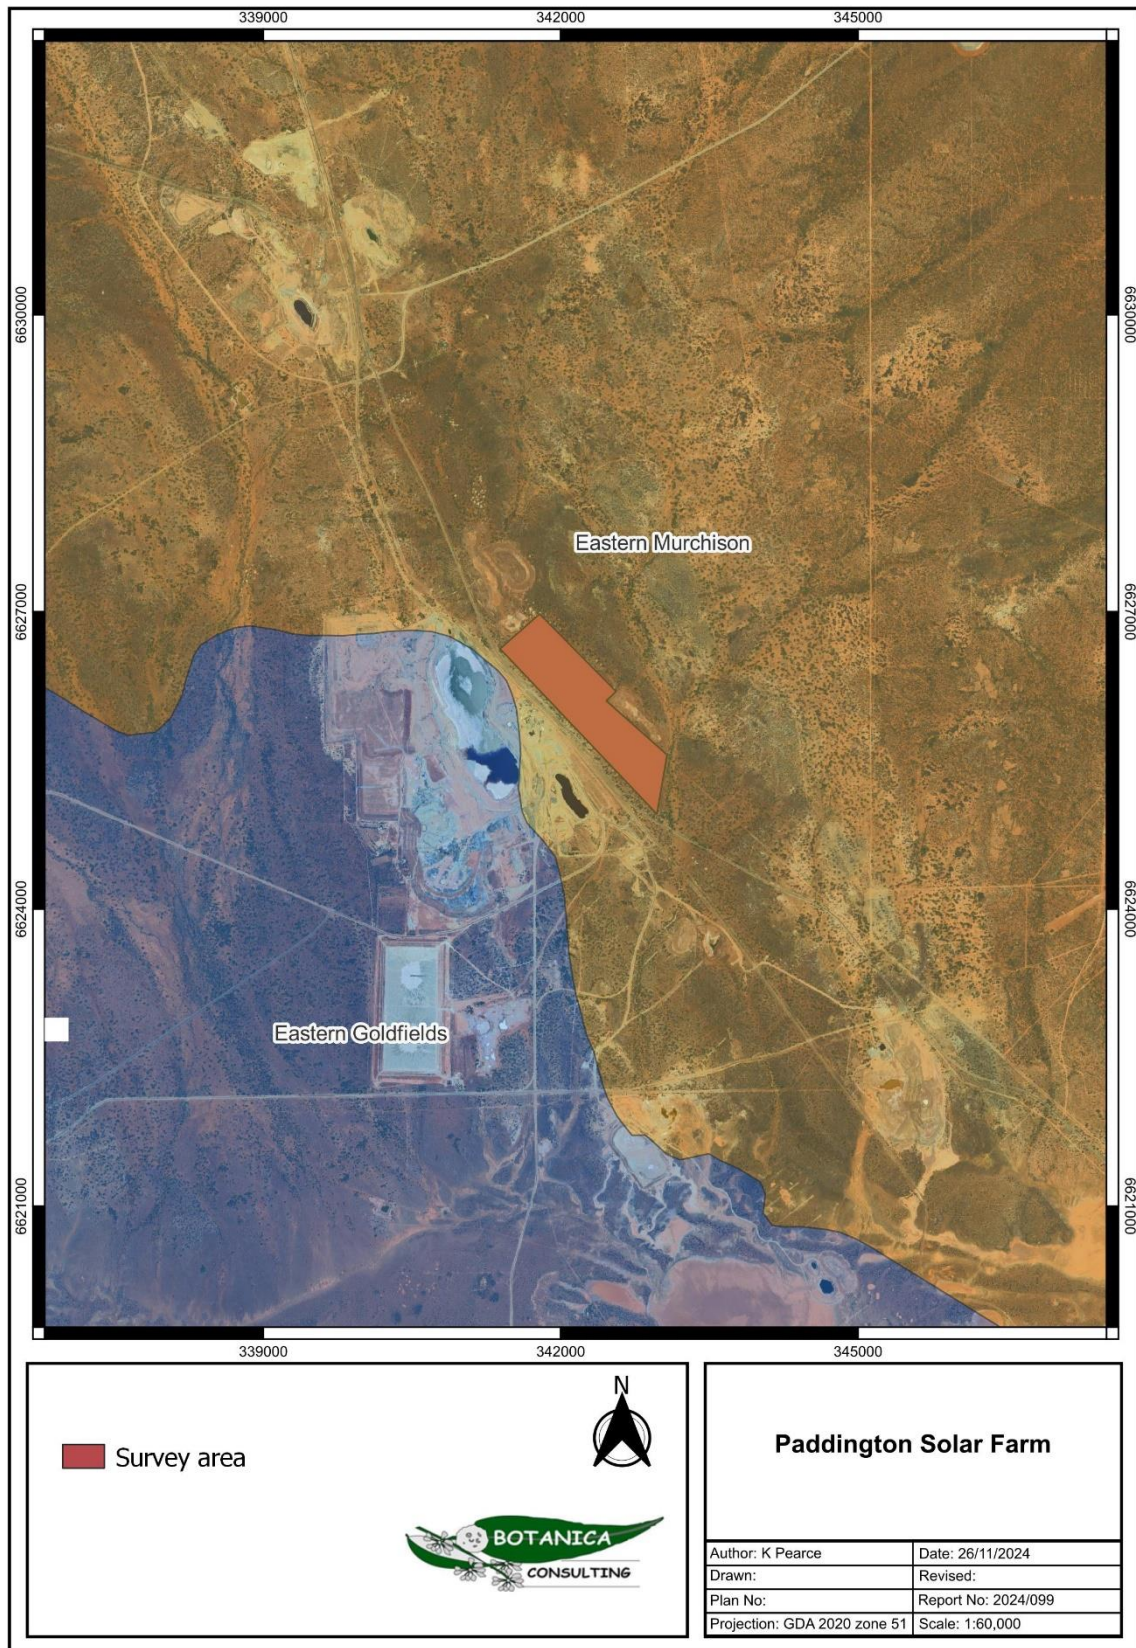 339000
342000
345000
6630000
6630000
Eastern Murchison
6627000
6627000
6624000
6624000
Eastern Goldfields
6621000
6621000
339000
342000
345000
N
Survey area
BOTANICA
CONSULTING
Paddington Solar Farm
Author: K Pearce
Date: 26/11/2024
Drawn:
Revised:
Plan No:
Report No: 2024/099
Projection: GDA 2020 zone 51
Scale: 1:60,000